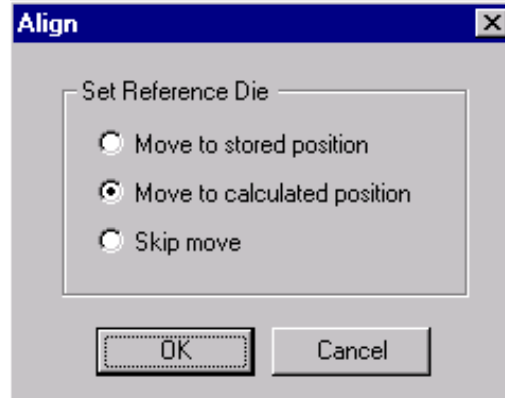 Align
Set Reference Die
Move to stored position
Move to calculated position
Skip move
OK
Cancel